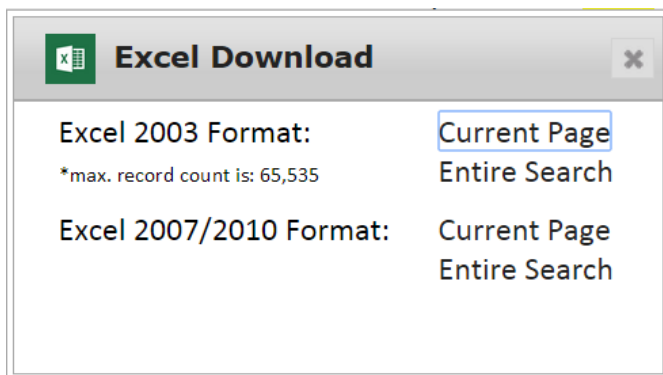 Excel Download
Excel 2003 Format: Current Page
*max. record count is: 65,535 Entire Search
Excel 2007/2010 Format: Current Page
Entire Search